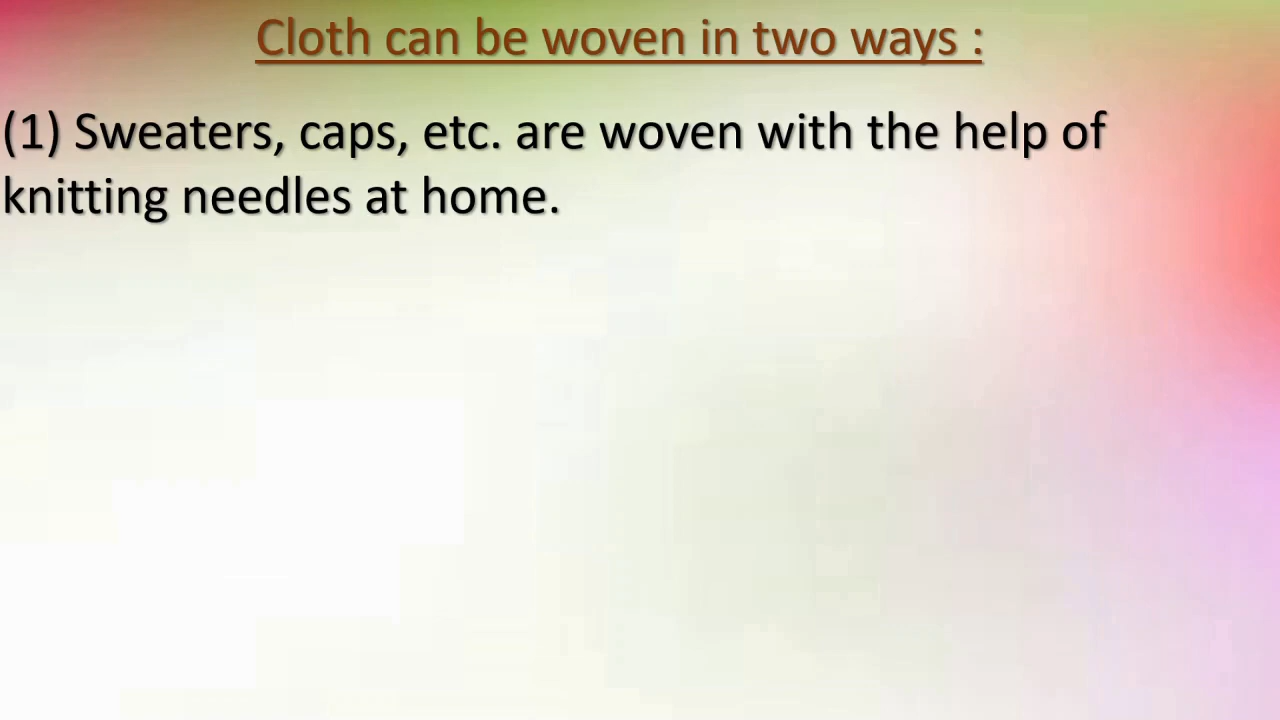 Cloth can be woven in two ways :
(1) Sweaters, caps, etc. are woven with the help of
knitting needles at home.